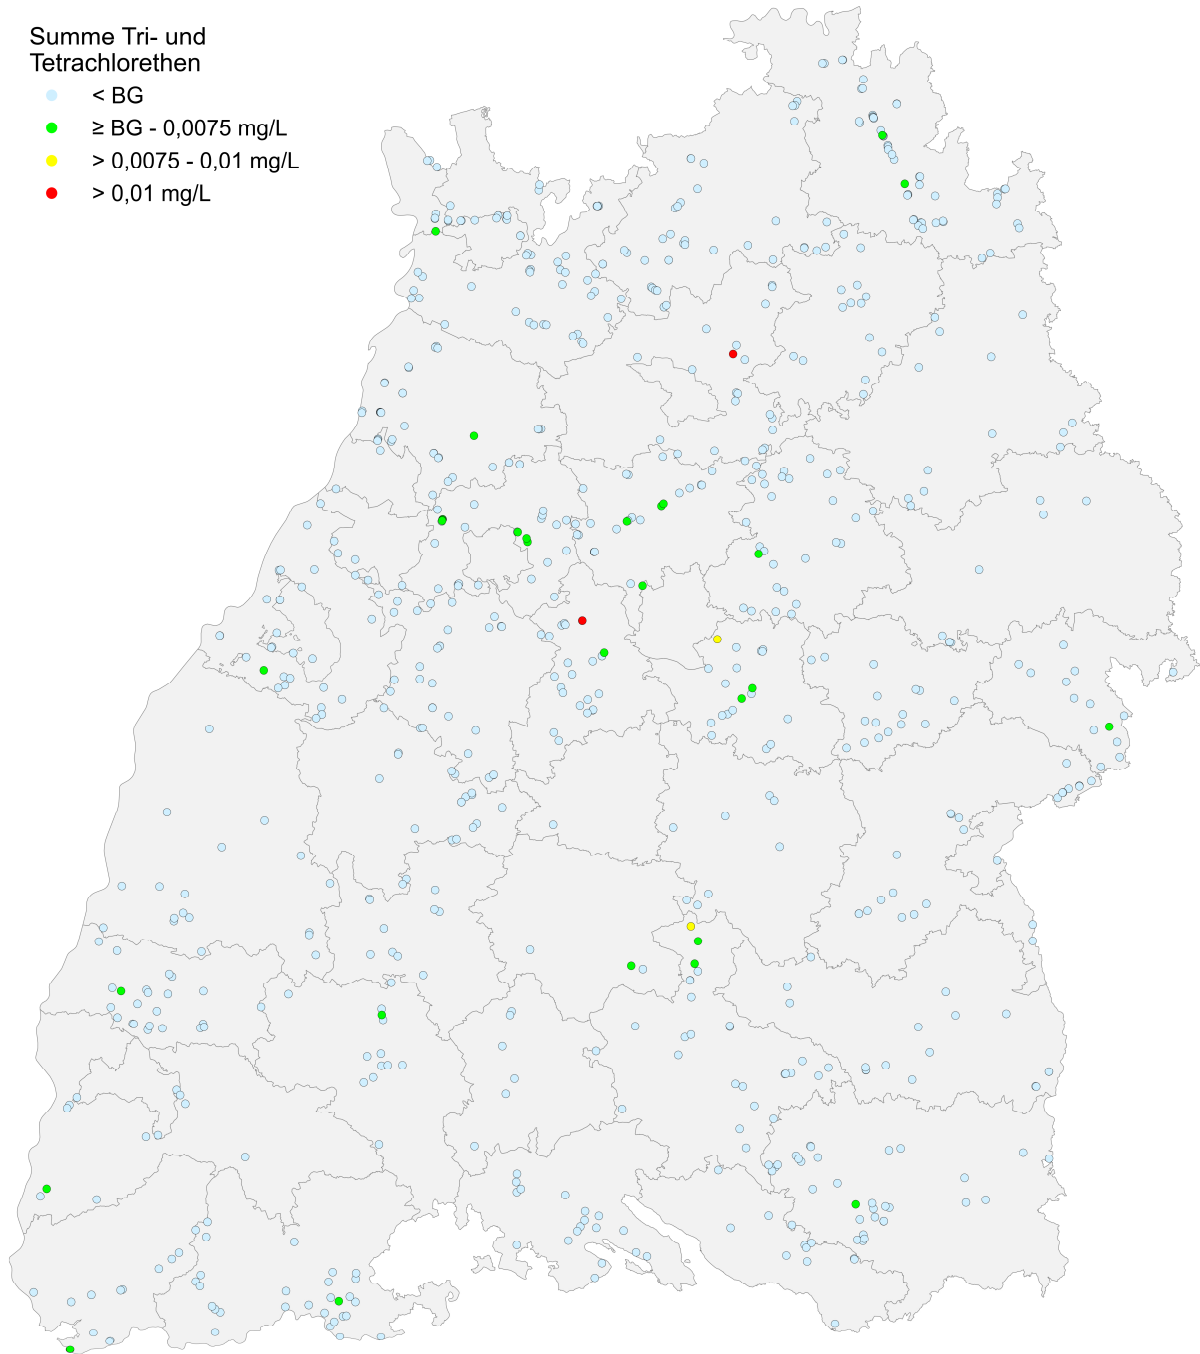 Summe Tri- und
Tetrachlorethen
< BG
≥ BG - 0,0075 mg/L
> 0,0075 - 0,01 mg/L
> 0,01 mg/L